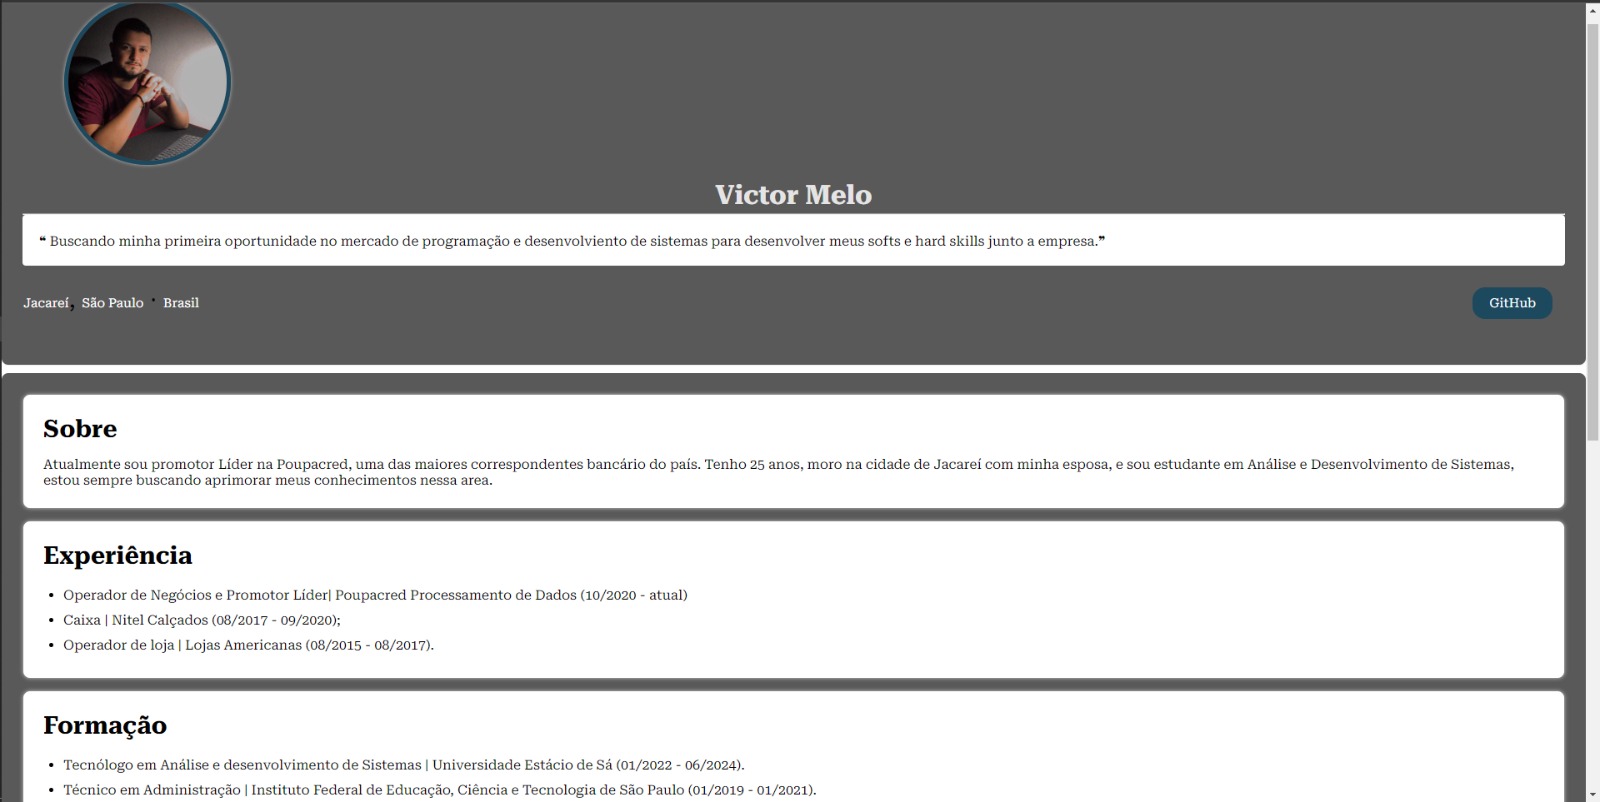 Victor Melo
❝ Buscando minha primeira oportunidade no mercado de programação e desenvolviento de sistemas para desenvolver meus softs e hard skills junto a empresa.❞
Jacareí, São Paulo · Brasil
GitHub
Sobre
Atualmente sou promotor Líder na Poupacred, uma das maiores correspondentes bancário do país. Tenho 25 anos, moro na cidade de Jacareí com minha esposa, e sou estudante em Análise e Desenvolvimento de Sistemas,
estou sempre buscando aprimorar meus conhecimentos nessa area.
Experiência
• Operador de Negócios e Promotor Líder| Poupacred Processamento de Dados (10/2020 - atual)
• Caixa | Nitel Calçados (08/2017 - 09/2020);
• Operador de loja | Lojas Americanas (08/2015 - 08/2017).
Formação
• Tecnólogo em Análise e desenvolvimento de Sistemas | Universidade Estácio de Sá (01/2022 - 06/2024).
• Técnico em Administração | Instituto Federal de Educação, Ciência e Tecnologia de São Paulo (01/2019 - 01/2021).